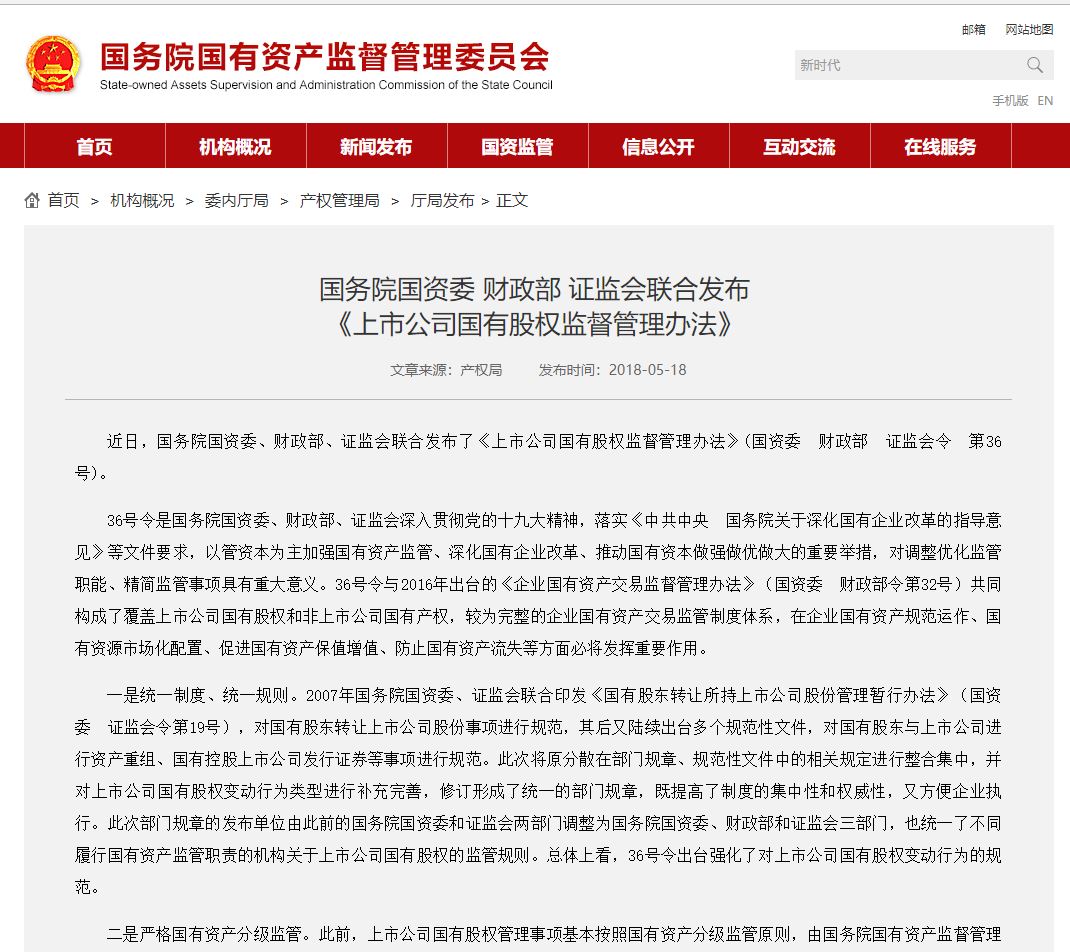 邮箱 网站地图
国务院国有资产监督管理委员会
State-owned Assets Supervision and Administration Commission of the State Council
新时代
手机版 EN
首页 机构概况 新闻发布 国资监管 信息公开 互动交流 在线服务
首页 > 机构概况 > 委内厅局 > 产权管理局 > 厅局发布 > 正文
国务院国资委 财政部 证监会联合发布
《上市公司国有股权监督管理办法》
文章来源：产权局 发布时间：2018-05-18
近日，国务院国资委、财政部、证监会联合发布了《上市公司国有股权监督管理办法》（国资委 财政部 证监会令 第36
号）。
36号令是国务院国资委、财政部、证监会深入贯彻党的十九大精神，落实《中共中央 国务院关于深化国有企业改革的指导意
见》等文件要求，以管资本为主加强国有资产监管、深化国有企业改革、推动国有资本做强做优做大的重要举措，对调整优化监管
职能、精简监管事项具有重大意义。36号令与2016年出台的《企业国有资产交易监督管理办法》（国资委 财政部令第32号）共同
构成了覆盖上市公司国有股权和非上市公司国有产权，较为完整的企业国有资产交易监管制度体系，在企业国有资产规范运作、国
有资源市场化配置、促进国有资产保值增值、防止国有资产流失等方面必将发挥重要作用。
一是统一制度、统一规则。2007年国务院国资委、证监会联合印发《国有股东转让所持上市公司股份管理暂行办法》（国资
委 证监会令第19号），对国有股东转让上市公司股份事项进行规范，其后又陆续出台多个规范性文件，对国有股东与上市公司进
行资产重组、国有控股上市公司发行证券等事项进行规范。此次将原分散在部门规章、规范性文件中的相关规定进行整合集中，并
对上市公司国有股权变动行为类型进行补充完善，修订形成了统一的部门规章，既提高了制度的集中性和权威性，又方便企业执
行。此次部门规章的发布单位由此前的国务院国资委和证监会两部门调整为国务院国资委、财政部和证监会三部门，也统一了不同
履行国有资产监管职责的机构关于上市公司国有股权的监管规则。总体上看，36号令出台强化了对上市公司国有股权变动行为的规
范。
二是严格国有资产分级监管。此前，上市公司国有股权管理事项基本按照国有资产分级监管原则，由国务院国有资产监督管理